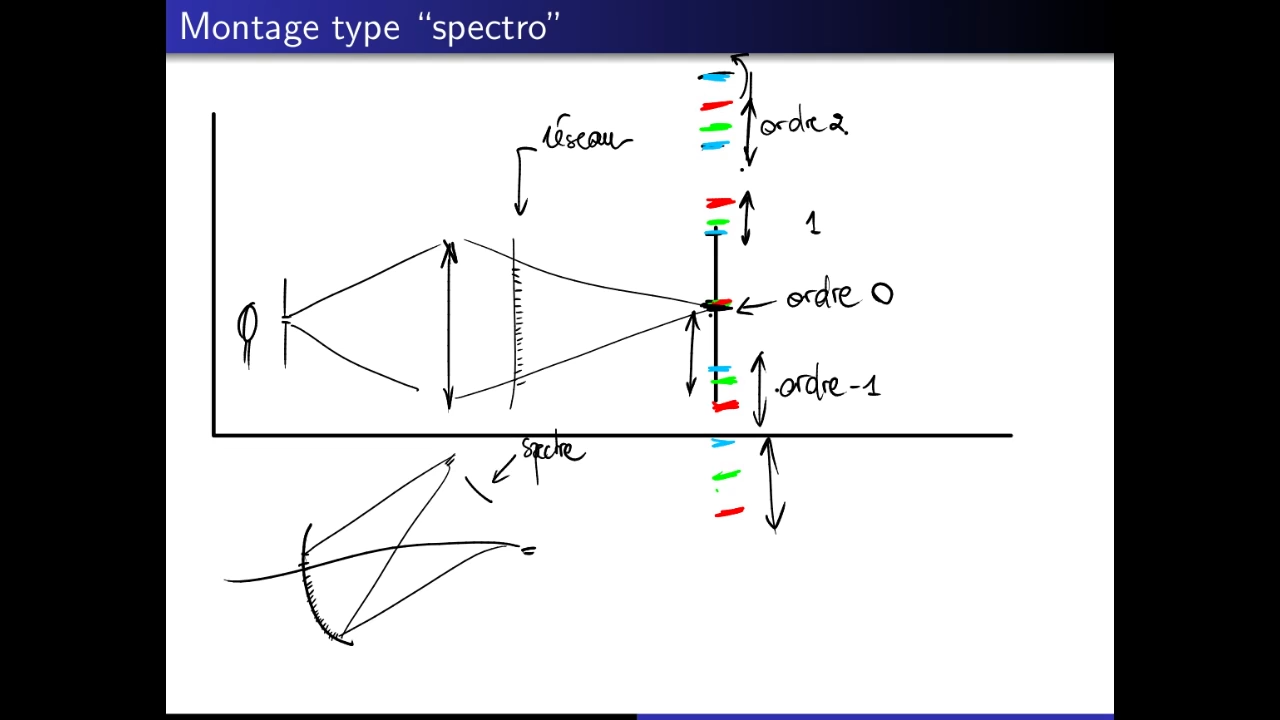 Montage type “spectro”
ordre 2.
réseau
1
ordre 0
.ordre -1
spectre